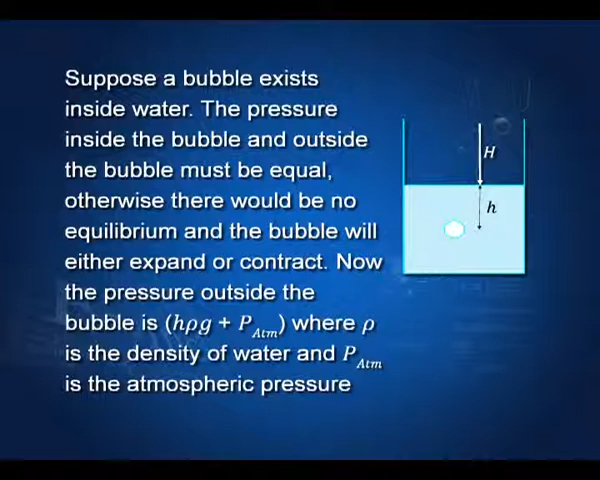 Suppose a bubble exists
inside water. The pressure
inside the bubble and outside
the bubble must be equal,
otherwise there would be no
equilibrium and the bubble will
either expand or contract. Now
the pressure outside the
bubble is (hρg + P_Atm) where ρ
is the density of water and P_Atm
is the atmospheric pressure
H
h